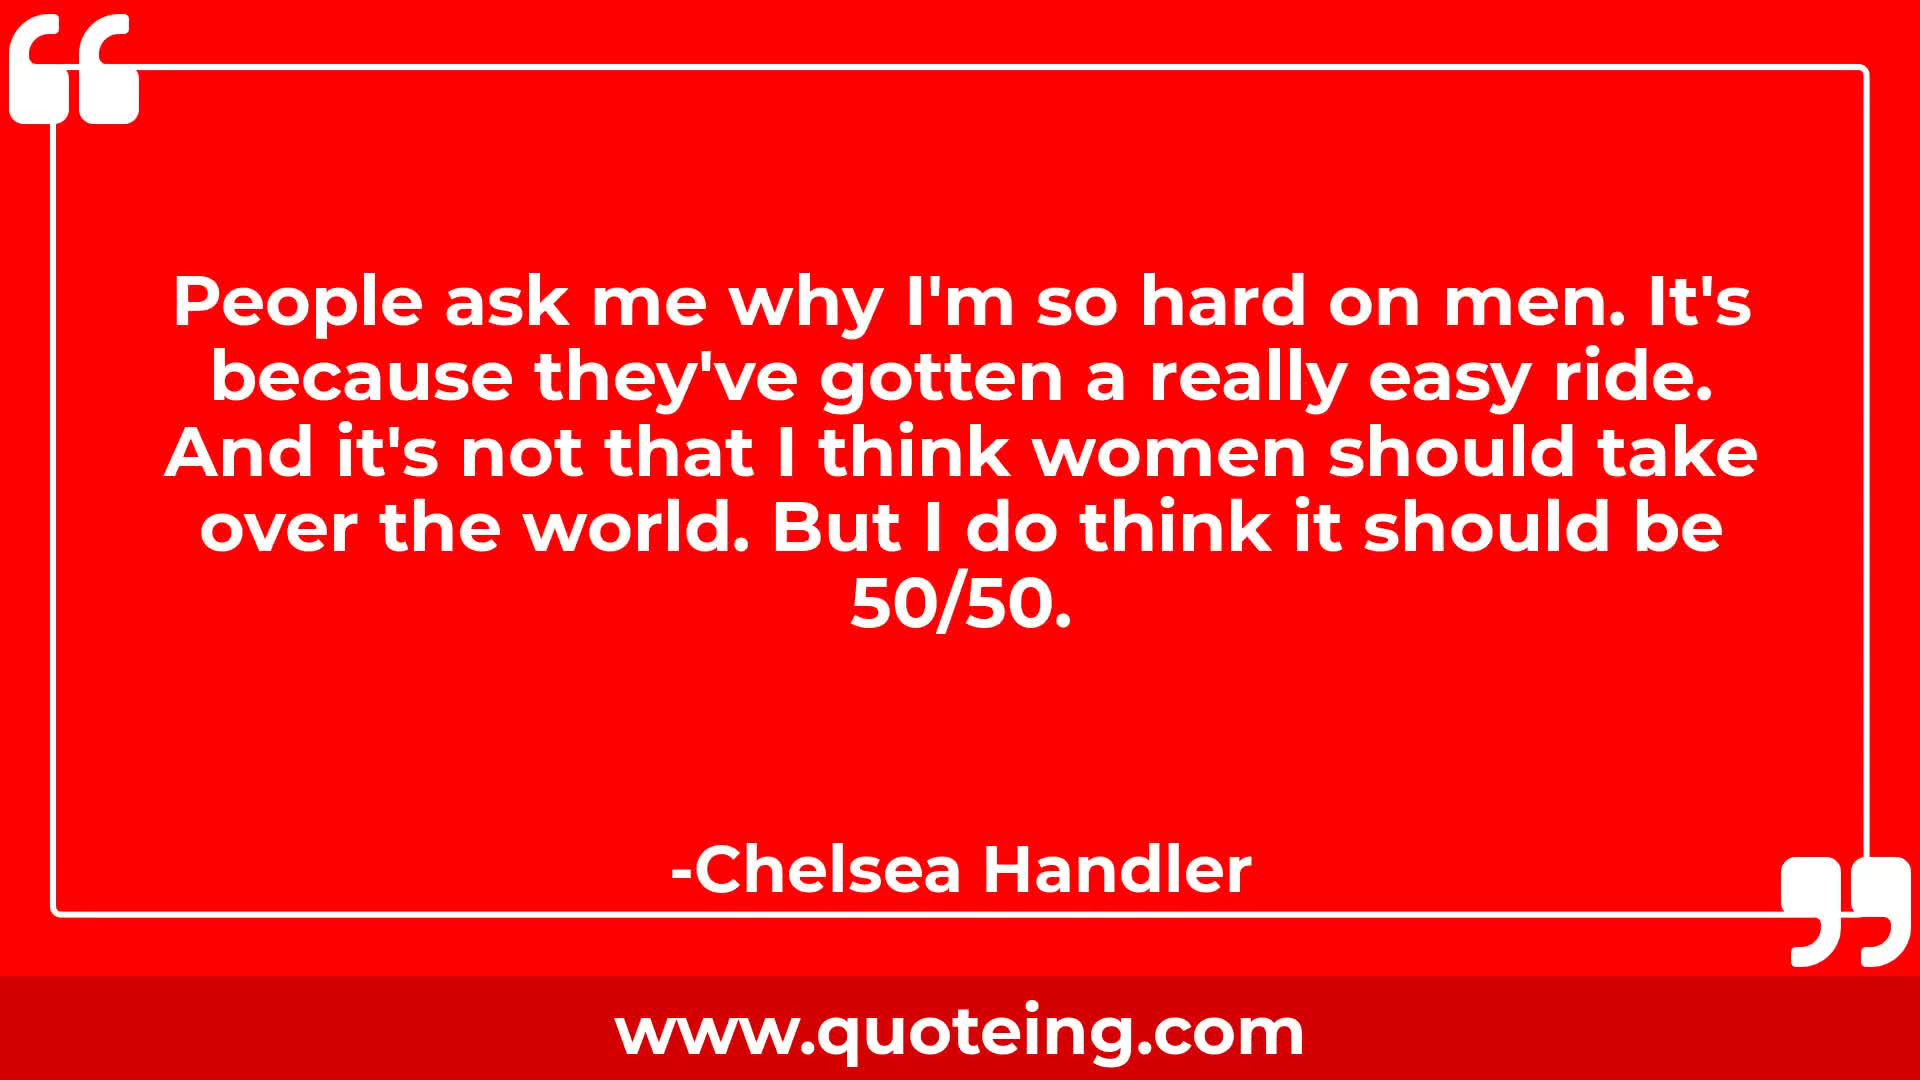 People ask me why I'm so hard on men. It's
because they've gotten a really easy ride.
And it's not that I think women should take
over the world. But I do think it should be
50/50.
-Chelsea Handler
www.quoteing.com